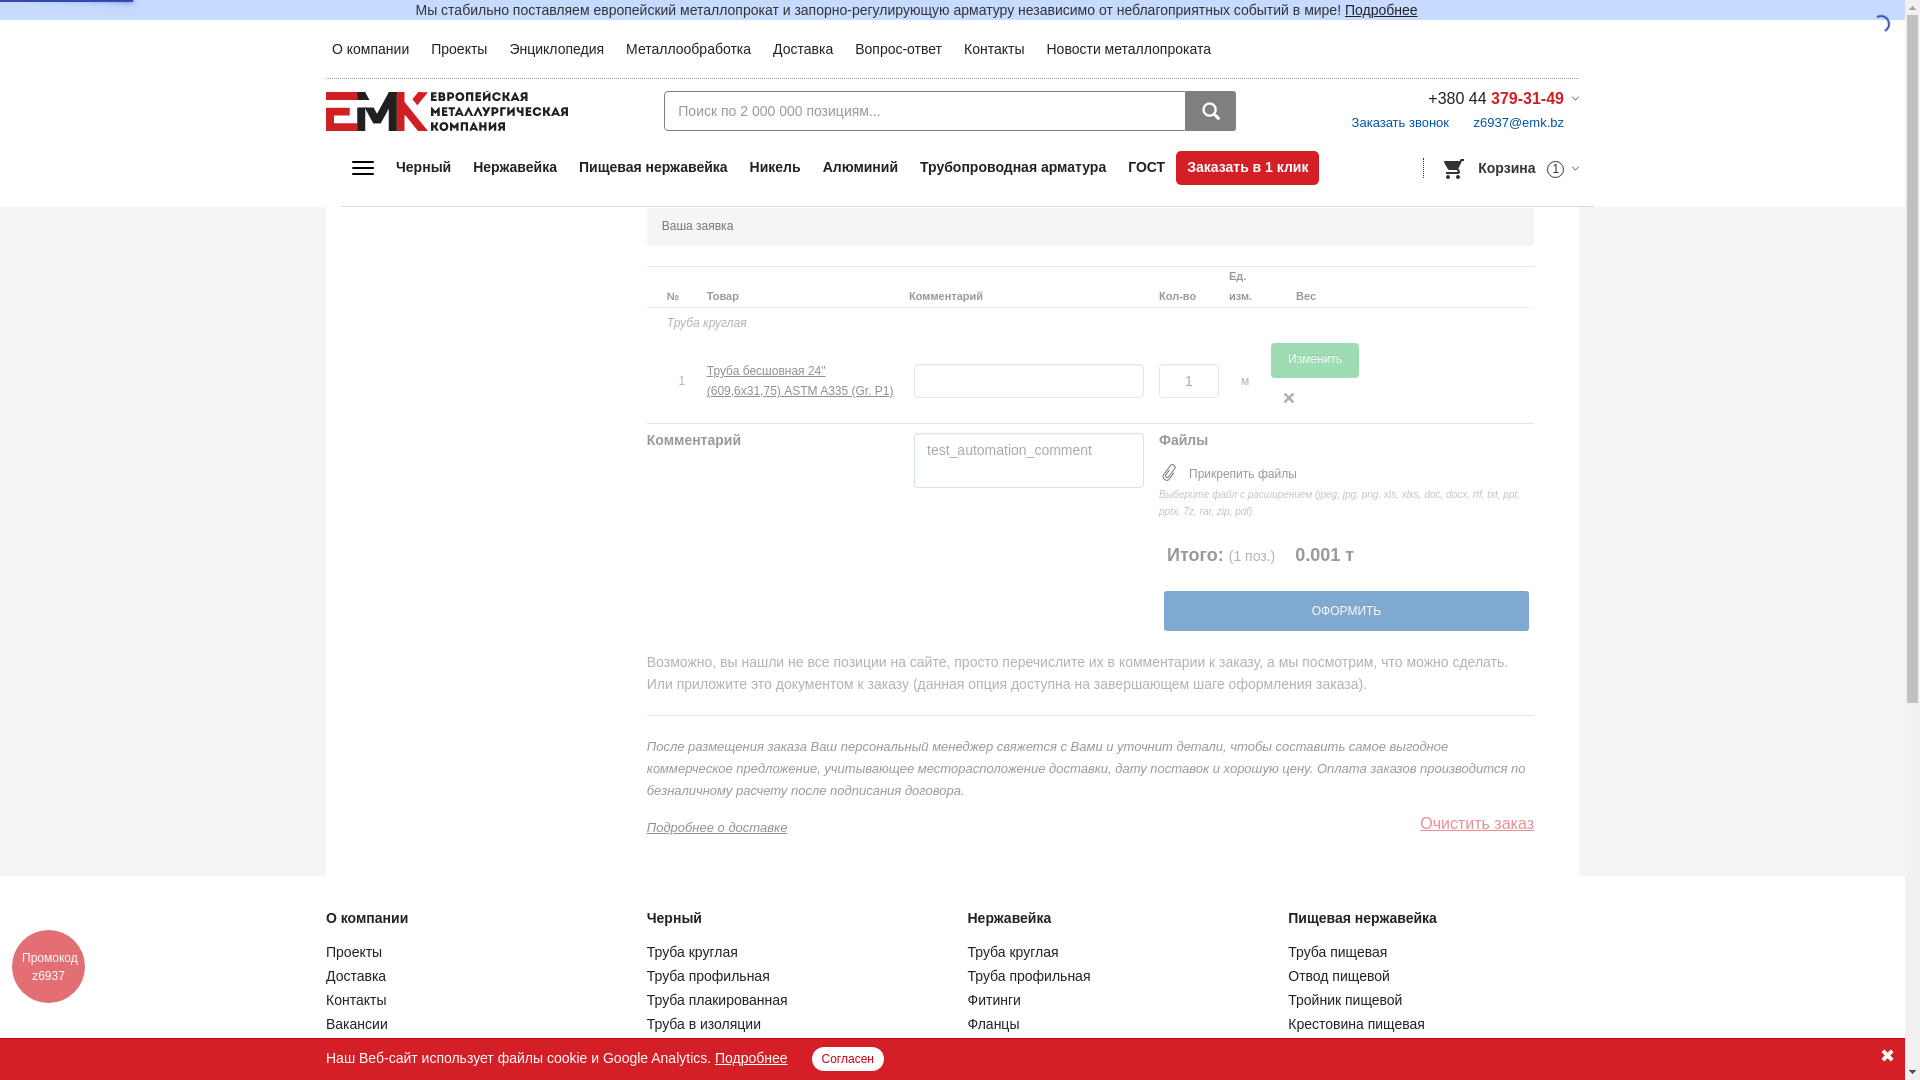 Мы стабильно поставляем европейский металлопрокат и запорно-регулирующую арматуру независимо от неблагоприятных событий в мире! Подробнее
О компании Проекты Энциклопедия Металлообработка Доставка Вопрос-ответ Контакты Новости металлопроката
ЕМК ЕВРОПЕЙСКАЯ
МЕТАЛЛУРГИЧЕСКАЯ
КОМПАНИЯ
Поиск по 2 000 000 позициям...
+380 44 379-31-49
Заказать звонок z6937@emk.bz
Черный Нержавейка Пищевая нержавейка Никель Алюминий Трубопроводная арматура ГОСТ Заказать в 1 клик
Корзина 1
Ваша заявка
№ Товар Комментарий Кол-во Ед. изм. Вес
Труба круглая
1 Труба бесшовная 24"
(609,6x31,75) ASTM A335 (Gr. P1)
1 м Изменить
Комментарий
test_automation_comment
Файлы
Прикрепить файлы
Выберите файл с расширением (jpeg, jpg, png, xls, xlxs, doc, docx, rtf, txt, ppt,
pptx, 7z, rar, zip, pdf).
Итого: (1 поз.) 0.001 т
ОФОРМИТЬ
Возможно, вы нашли не все позиции на сайте, просто перечислите их в комментарии к заказу, а мы посмотрим, что можно сделать.
Или приложите это документом к заказу (данная опция доступна на завершающем шаге оформления заказа).
После размещения заказа Ваш персональный менеджер свяжется с Вами и уточнит детали, чтобы составить самое выгодное
коммерческое предложение, учитывающее месторасположение доставки, дату поставок и хорошую цену. Оплата заказов производится по
безналичному расчету после подписания договора.
Подробнее о доставке
Очистить заказ
О компании
Проекты
Доставка
Контакты
Вакансии
Черный
Труба круглая
Труба профильная
Труба плакированная
Труба в изоляции
Нержавейка
Труба круглая
Труба профильная
Фитинги
Фланцы
Пищевая нержавейка
Труба пищевая
Отвод пищевой
Тройник пищевой
Крестовина пищевая
Промокод
z6937
Наш Веб-сайт использует файлы cookie и Google Analytics. Подробнее Согласен